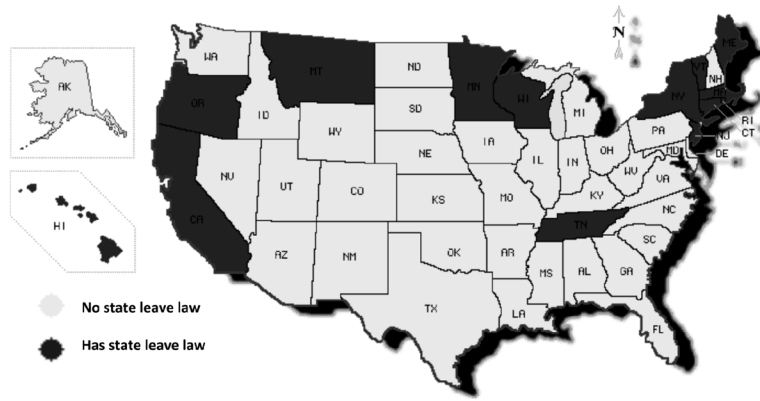 N
WA
MT
ND
MN
ME
AK
OR
ID
SD
WI
MI
NY
VT
NH
WY
RI
CT
NJ
IA
NE
PA
OH
MD
DE
NV
UT
CO
IL
IN
WV
VA
HI
CA
KS
MO
KY
NC
TN
AZ
NM
OK
AR
SC
MS
AL
GA
TX
LA
FL
No state leave law
Has state leave law